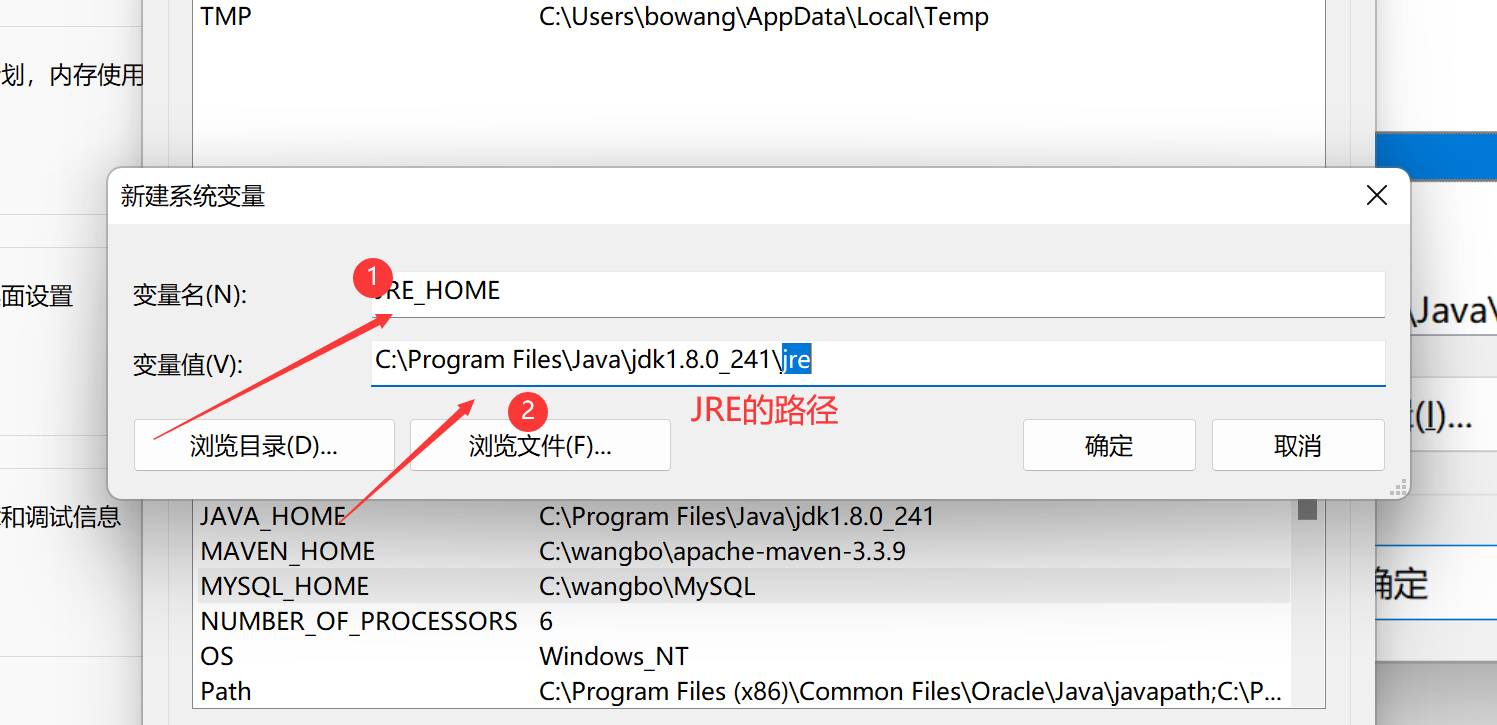 TMP C:\Users\bowang\AppData\Local\Temp
划，内存使用
新建系统变量
1
变量名(N): JRE_HOME
面设置
\Java\
变量值(V): C:\Program Files\Java\jdk1.8.0_241\jre
2
JRE的路径
浏览目录(D)... 浏览文件(F)... 确定 取消
(I)...
和调试信息
JAVA_HOME C:\Program Files\Java\jdk1.8.0_241
MAVEN_HOME C:\wangbo\apache-maven-3.3.9
MYSQL_HOME C:\wangbo\MySQL
确定
NUMBER_OF_PROCESSORS 6
OS Windows_NT
Path C:\Program Files (x86)\Common Files\Oracle\Java\javapath;C:\P...